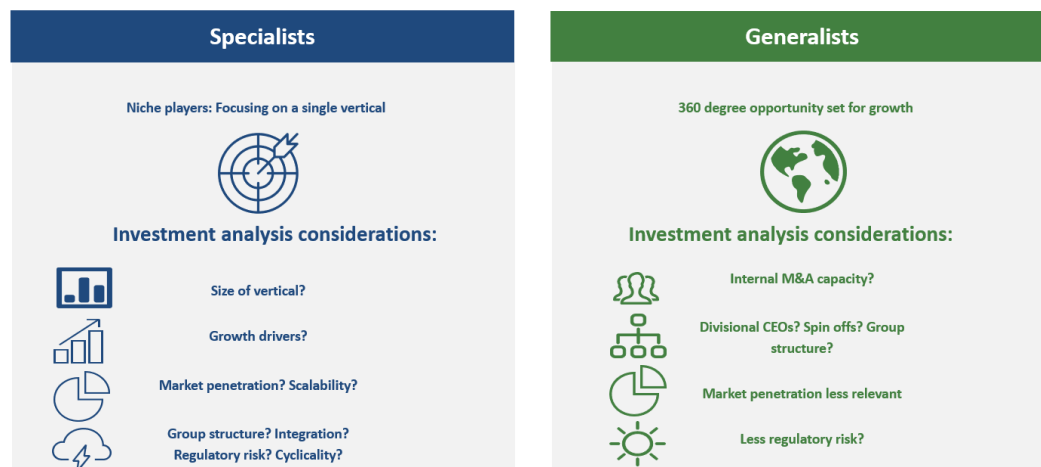 Specialists
Niche players: Focusing on a single vertical
Investment analysis considerations:
Size of vertical?
Growth drivers?
Market penetration? Scalability?
Group structure? Integration?
Regulatory risk? Cyclicality?
Generalists
360 degree opportunity set for growth
Investment analysis considerations:
Internal M&A capacity?
Divisional CEOs? Spin offs? Group
structure?
Market penetration less relevant
Less regulatory risk?